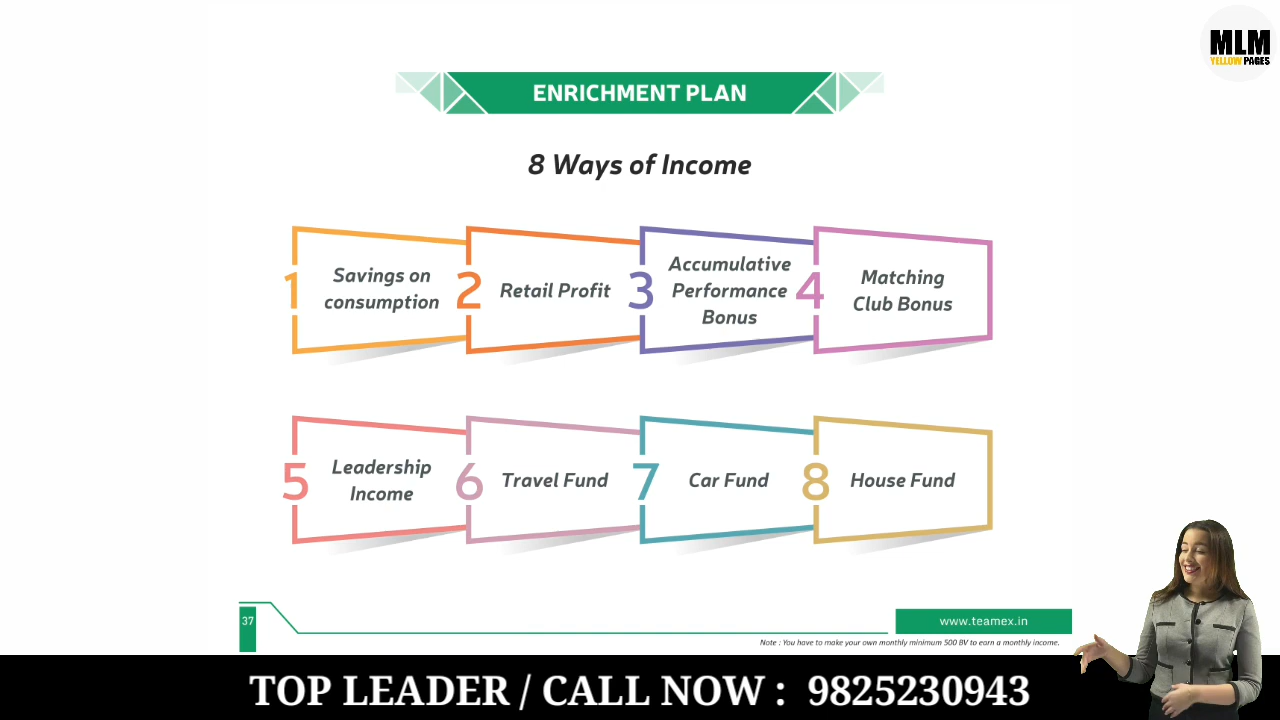 MLM
YELLOW PAGES
ENRICHMENT PLAN
8 Ways of Income
1
Savings on
consumption
2
Retail Profit
3
Accumulative
Performance
Bonus
4
Matching
Club Bonus
5
Leadership
Income
6
Travel Fund
7
Car Fund
8
House Fund
37
www.teamex.in
Note : You have to make your own monthly minimum 500 BV to earn a monthly income.
TOP LEADER / CALL NOW : 9825230943